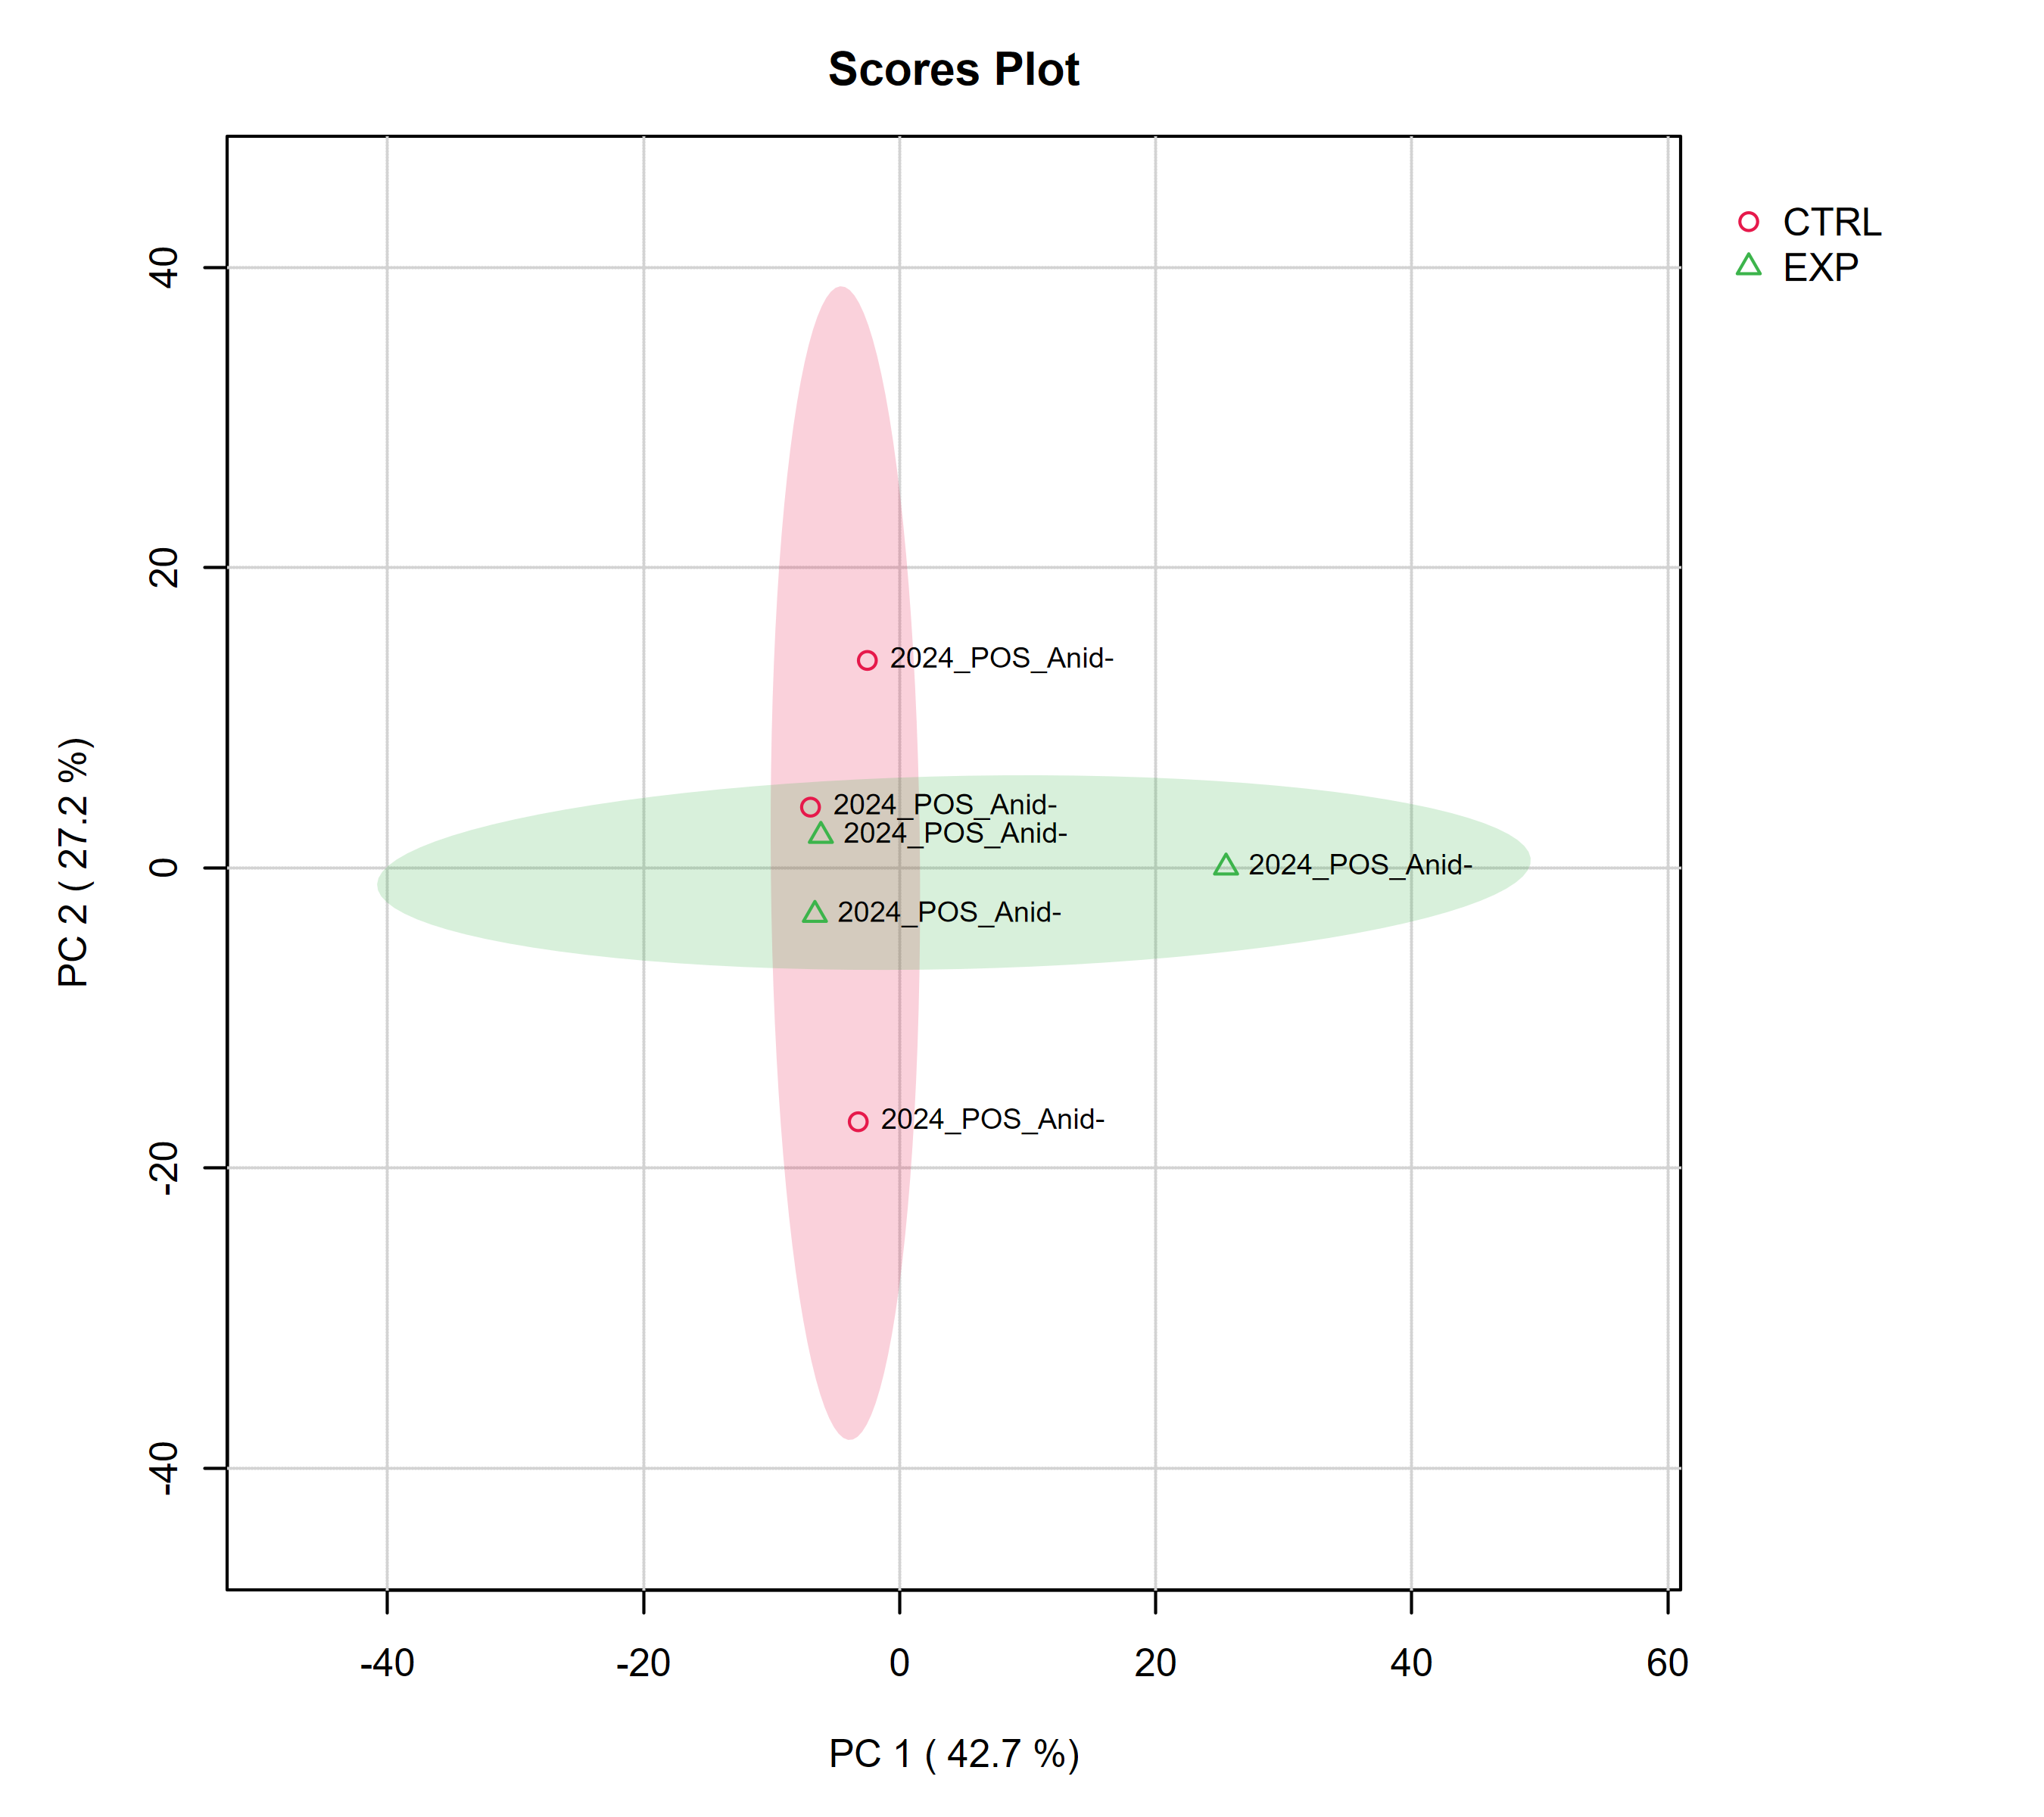 Scores Plot
CTRL
EXP
40
20
0
-20
-40
PC 2 ( 27.2 %)
2024_POS_Anid-
2024_POS_Anid-
2024_POS_Anid-
2024_POS_Anid-
2024_POS_Anid-
2024_POS_Anid-
-40 -20 0 20 40 60
PC 1 ( 42.7 %)